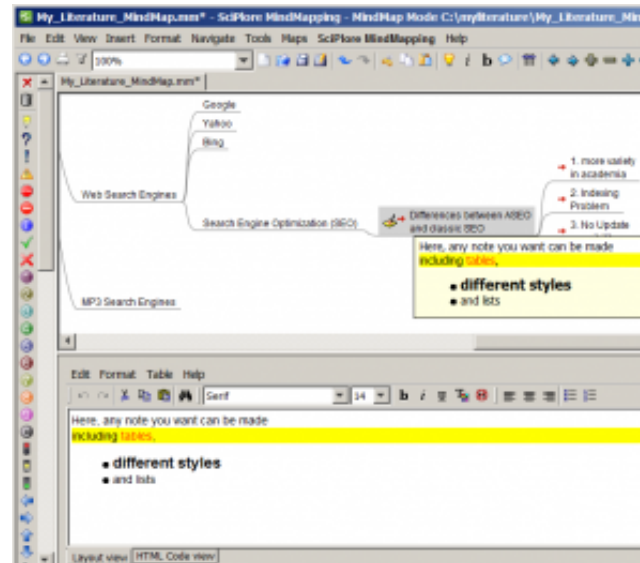 My_Literature_MindMap.mm* - SciPlore MindMapping - MindMap Mode C:\myliterature\My_Literature_Mi
File Edit View Insert Format Navigate Tools Maps SciPlore MindMapping Help
100%
My_Literature_MindMap.mm*
Google
Yahoo
Bing
Web Search Engines
Search Engine Optimization (SEO)
Differences between ASEO
and classic SEO
1. more variety
in academia
2. Indexing
Problem
3. No Update
Here, any note you want can be made
including tables,
different styles
and lists
MP3 Search Engines
Edit Format Table Help
Serif 14 b i u
Here, any note you want can be made
including tables,
different styles
and lists
Layout view HTML Code view